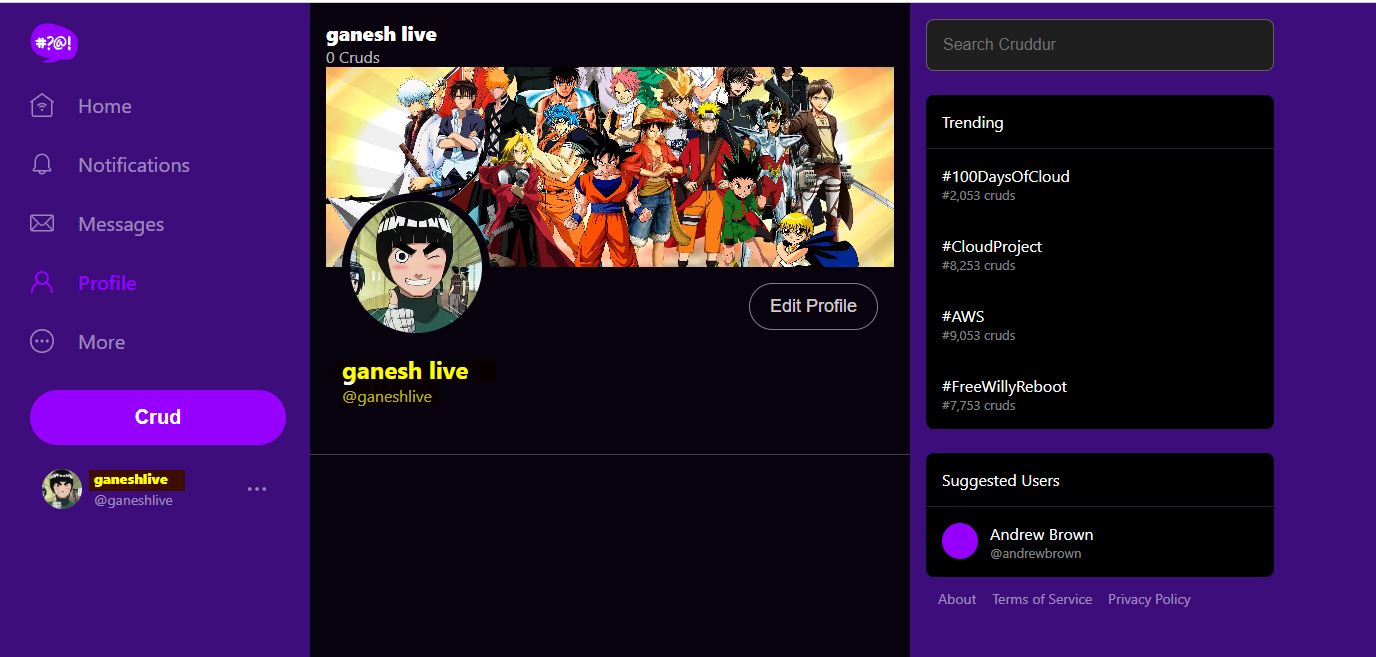 #?@!
Home
Notifications
Messages
Profile
More
Crud
ganeshlive
@ganeshlive
ganesh live
0 Cruds
Edit Profile
ganesh live
@ganeshlive
Search Cruddur
Trending
#100DaysOfCloud
#2,053 cruds
#CloudProject
#8,253 cruds
#AWS
#9,053 cruds
#FreeWillyReboot
#7,753 cruds
Suggested Users
Andrew Brown
@andrewbrown
About Terms of Service Privacy Policy